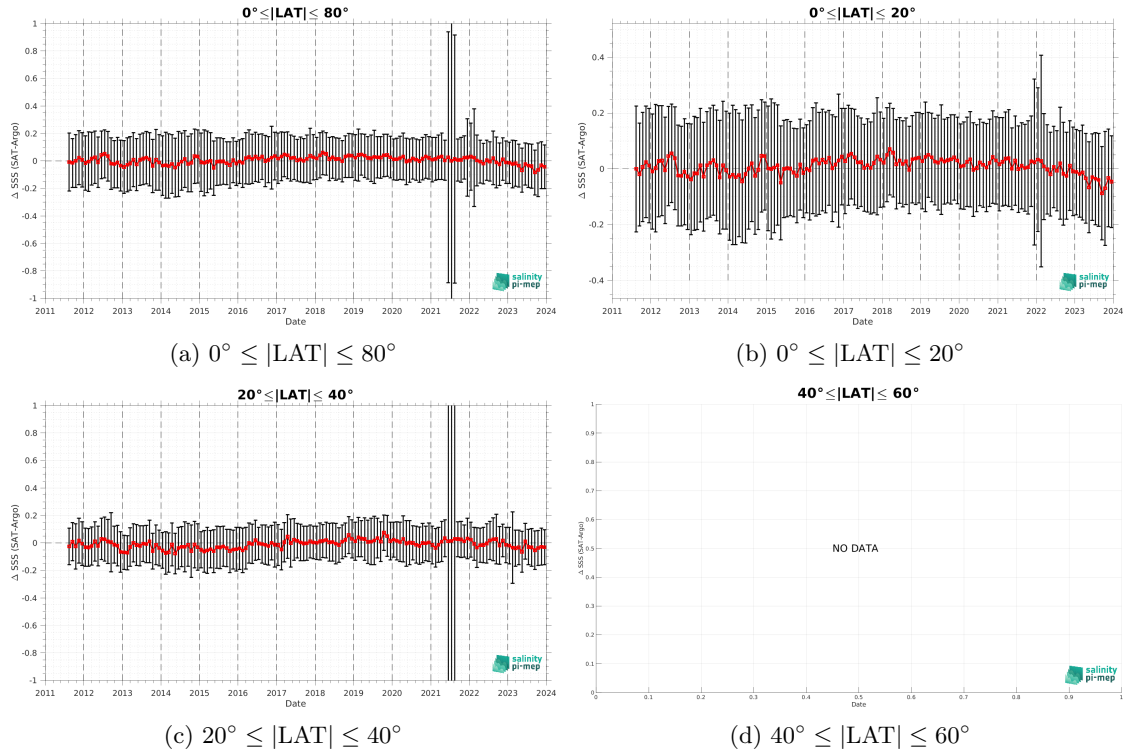 0°≤|LAT|≤ 80°
Δ SSS (SAT-Argo)
1
0.8
0.6
0.4
0.2
0
-0.2
-0.4
-0.6
-0.8
-1
2011 2012 2013 2014 2015 2016 2017 2018 2019 2020 2021 2022 2023 2024
Date
salinity
pi-mep
(a) 0° ≤ |LAT| ≤ 80°
0°≤|LAT|≤ 20°
Δ SSS (SAT-Argo)
0.4
0.2
0
-0.2
-0.4
2011 2012 2013 2014 2015 2016 2017 2018 2019 2020 2021 2022 2023 2024
Date
salinity
pi-mep
(b) 0° ≤ |LAT| ≤ 20°
20°≤|LAT|≤ 40°
Δ SSS (SAT-Argo)
1
0.8
0.6
0.4
0.2
0
-0.2
-0.4
-0.6
-0.8
-1
2011 2012 2013 2014 2015 2016 2017 2018 2019 2020 2021 2022 2023 2024
Date
salinity
pi-mep
(c) 20° ≤ |LAT| ≤ 40°
40°≤|LAT|≤ 60°
Δ SSS (SAT-Argo)
1
0.9
0.8
0.7
0.6
0.5
0.4
0.3
0.2
0.1
0
NO DATA
0 0.1 0.2 0.3 0.4 0.5 0.6 0.7 0.8 0.9 1
Date
salinity
pi-mep
(d) 40° ≤ |LAT| ≤ 60°